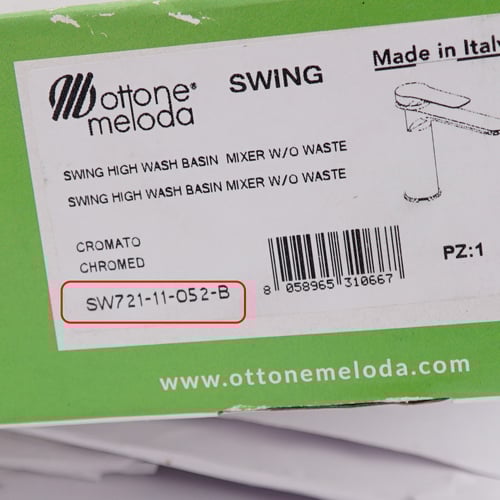 ottone®
meloda
SWING
Made in Italy
SWING HIGH WASH BASIN MIXER W/O WASTE
SWING HIGH WASH BASIN MIXER W/O WASTE
CROMATO
CHROMED
SW721-11-052-B
8 058965 310667
PZ:1
www.ottonemeloda.com